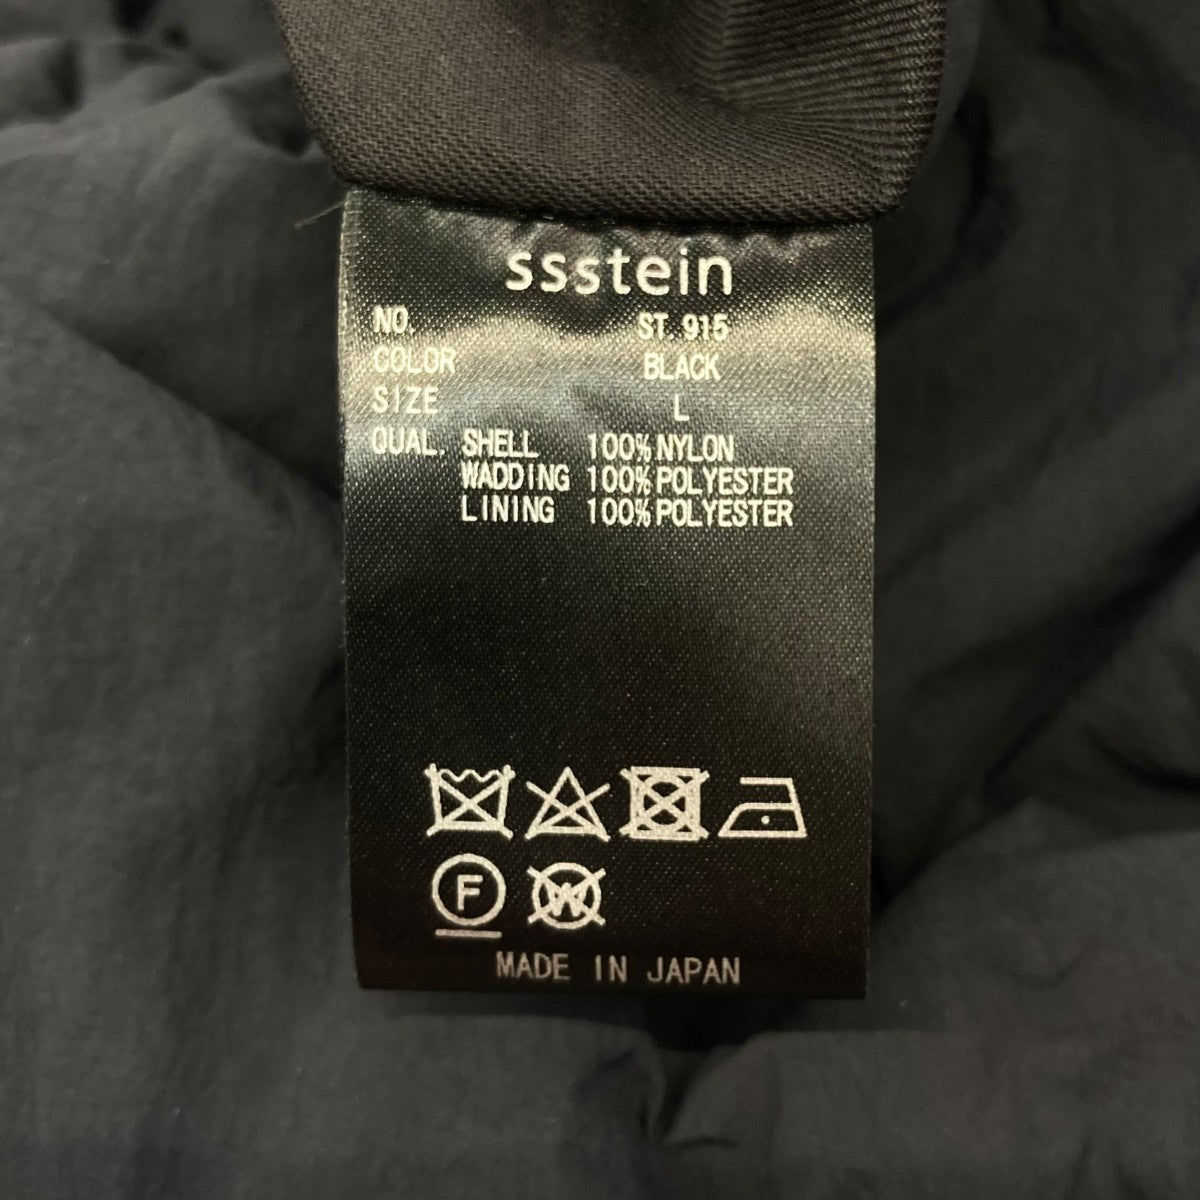 ssstein
NO. ST.915
COLOR BLACK
SIZE L
QUAL. SHELL 100%NYLON
WADDING 100%POLYESTER
LINING 100%POLYESTER
F W
MADE IN JAPAN